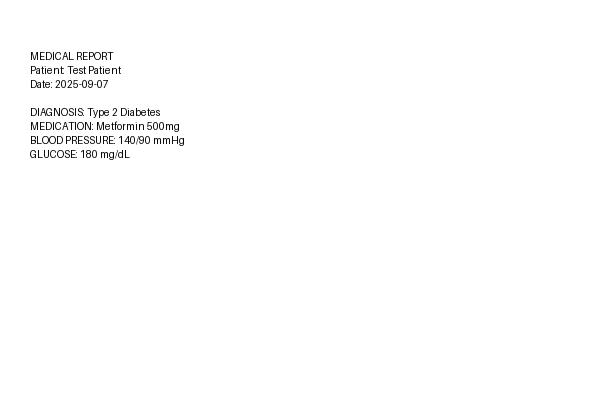 MEDICAL REPORT
Patient: Test Patient
Date: 2025-09-07
DIAGNOSIS: Type 2 Diabetes
MEDICATION: Metformin 500mg
BLOOD PRESSURE: 140/90 mmHg
GLUCOSE: 180 mg/dL